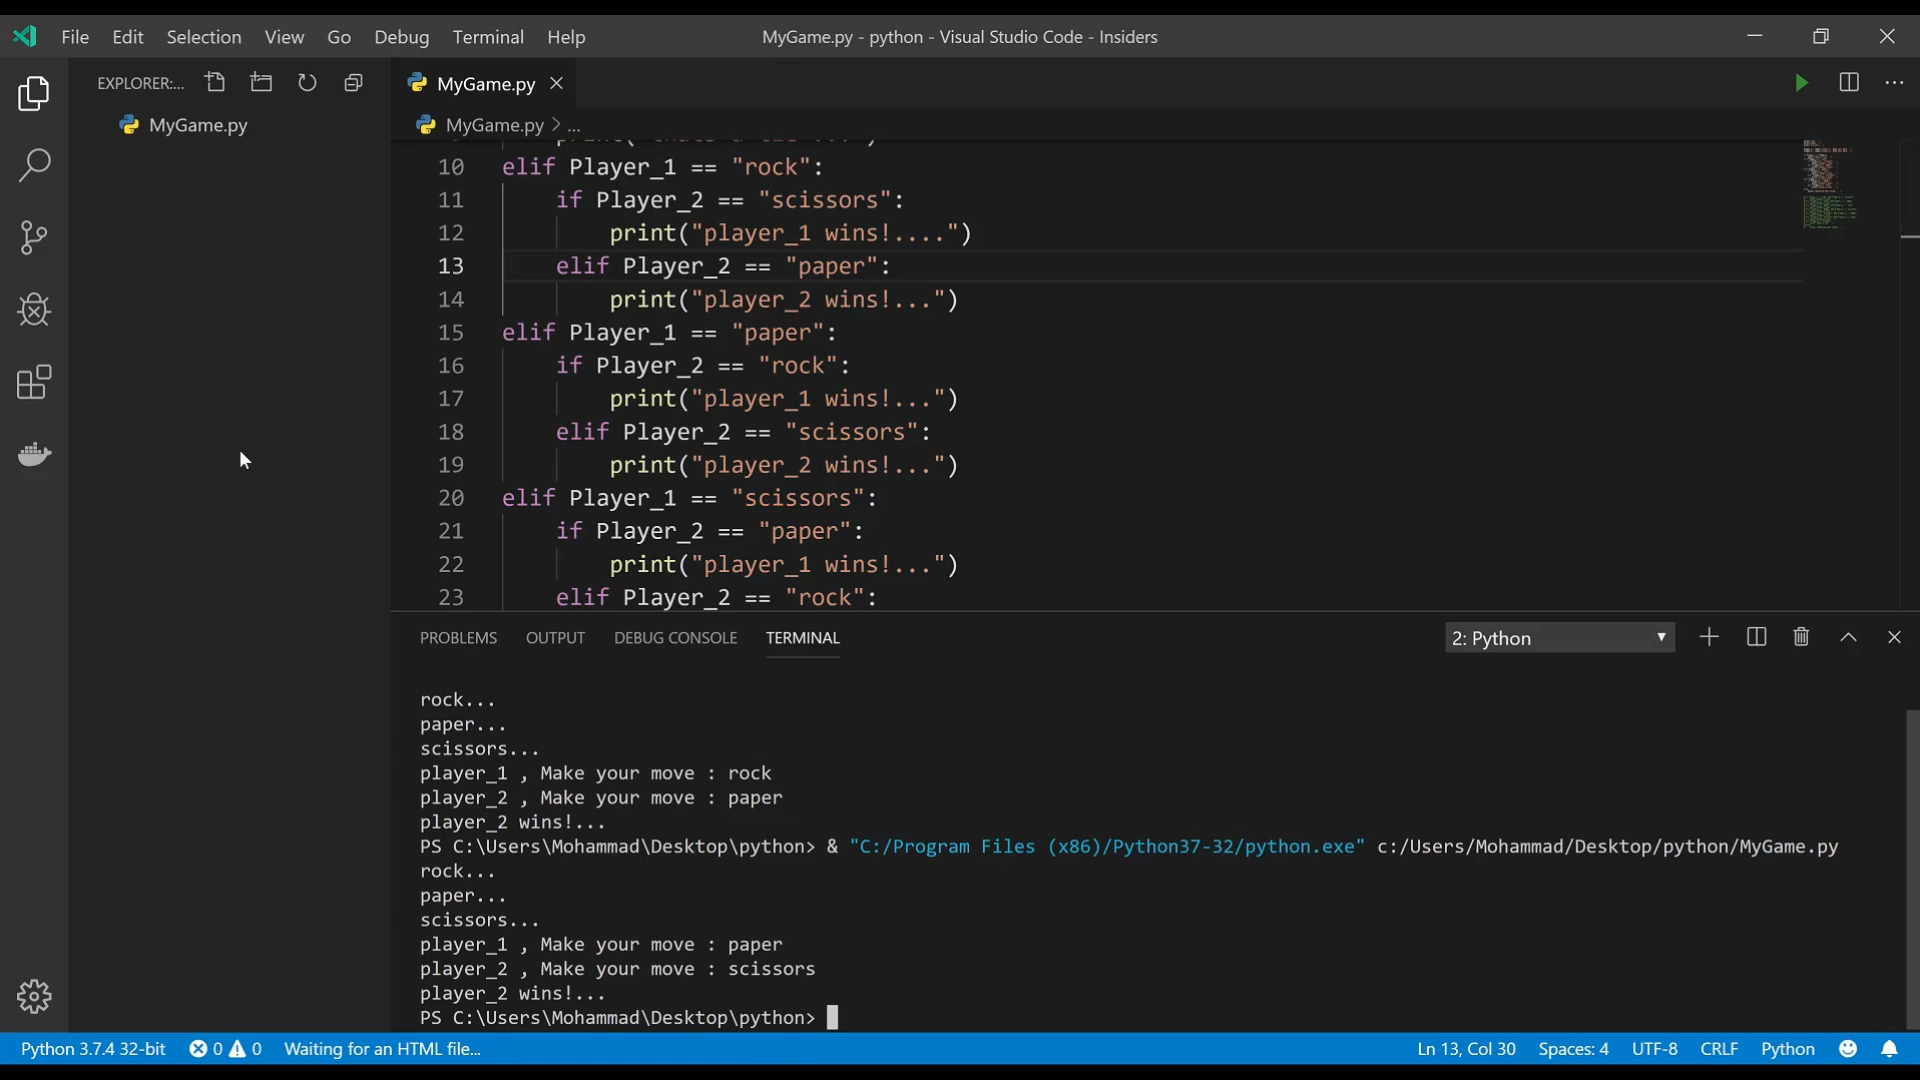 File Edit Selection View Go Debug Terminal Help
MyGame.py - python - Visual Studio Code - Insiders
EXPLORER:...
MyGame.py
MyGame.py
MyGame.py > ...
10 elif Player_1 == "rock":
11     if Player_2 == "scissors":
12         print("player_1 wins!....")
13     elif Player_2 == "paper":
14         print("player_2 wins!...")
15 elif Player_1 == "paper":
16     if Player_2 == "rock":
17         print("player_1 wins!...")
18     elif Player_2 == "scissors":
19         print("player_2 wins!...")
20 elif Player_1 == "scissors":
21     if Player_2 == "paper":
22         print("player_1 wins!...")
23     elif Player_2 == "rock":
PROBLEMS OUTPUT DEBUG CONSOLE TERMINAL
2: Python
rock...
paper...
scissors...
player_1 , Make your move : rock
player_2 , Make your move : paper
player_2 wins!...
PS C:\Users\Mohammad\Desktop\python> & "C:/Program Files (x86)/Python37-32/python.exe" c:/Users/Mohammad/Desktop/python/MyGame.py
rock...
paper...
scissors...
player_1 , Make your move : paper
player_2 , Make your move : scissors
player_2 wins!...
PS C:\Users\Mohammad\Desktop\python>
Python 3.7.4 32-bit 0 0 Waiting for an HTML file... Ln 13, Col 30 Spaces: 4 UTF-8 CRLF Python